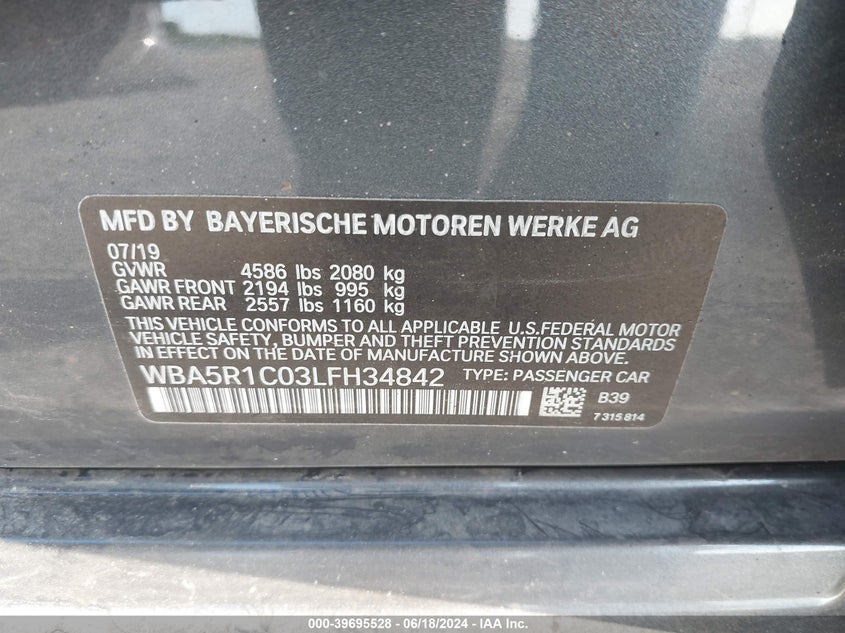 MFD BY BAYERISCHE MOTOREN WERKE AG
07/19
GVWR 4586 lbs 2080 kg
GAWR FRONT 2194 lbs 995 kg
GAWR REAR 2557 lbs 1160 kg
THIS VEHICLE CONFORMS TO ALL APPLICABLE U.S.FEDERAL MOTOR
VEHICLE SAFETY, BUMPER AND THEFT PREVENTION STANDARDS
IN EFFECT ON THE DATE OF MANUFACTURE SHOWN ABOVE.
WBA5R1C03LFH34842 TYPE: PASSENGER CAR
B39
7315814
000-39695528 - 06/18/2024 - IAA Inc.